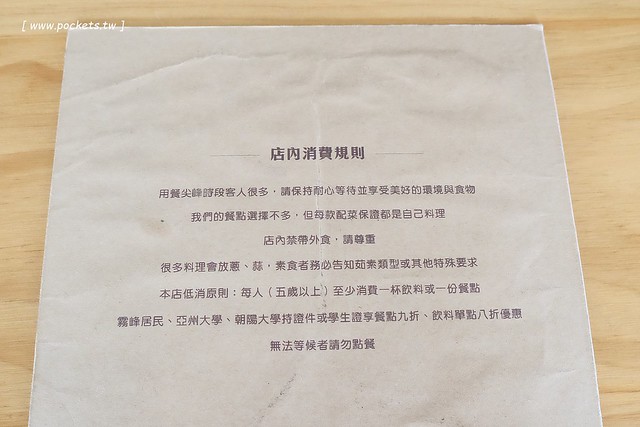 [ www.pockets.tw ]
店內消費規則
用餐尖峰時段客人很多，請保持耐心等待並享受美好的環境與食物
我們的餐點選擇不多，但每款配菜保證都是自己料理
店內禁帶外食，請尊重
很多料理會放蔥、蒜，素食者務必告知茹素類型或其他特殊要求
本店低消原則：每人（五歲以上）至少消費一杯飲料或一份餐點
霧峰居民、亞州大學、朝陽大學持證件或學生證享餐點九折、飲料單點八折優惠
無法等候者請勿點餐